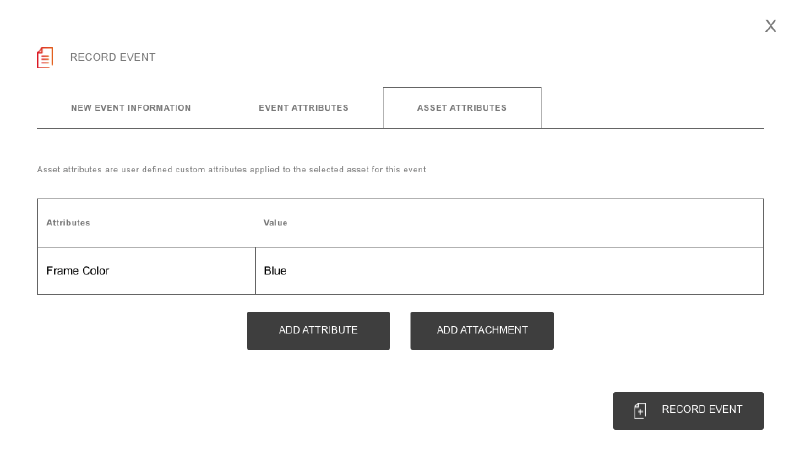 X
RECORD EVENT
NEW EVENT INFORMATION EVENT ATTRIBUTES ASSET ATTRIBUTES
Asset attributes are user defined custom attributes applied to the selected asset for this event
Attributes Value
Frame Color Blue
ADD ATTRIBUTE ADD ATTACHMENT
RECORD EVENT